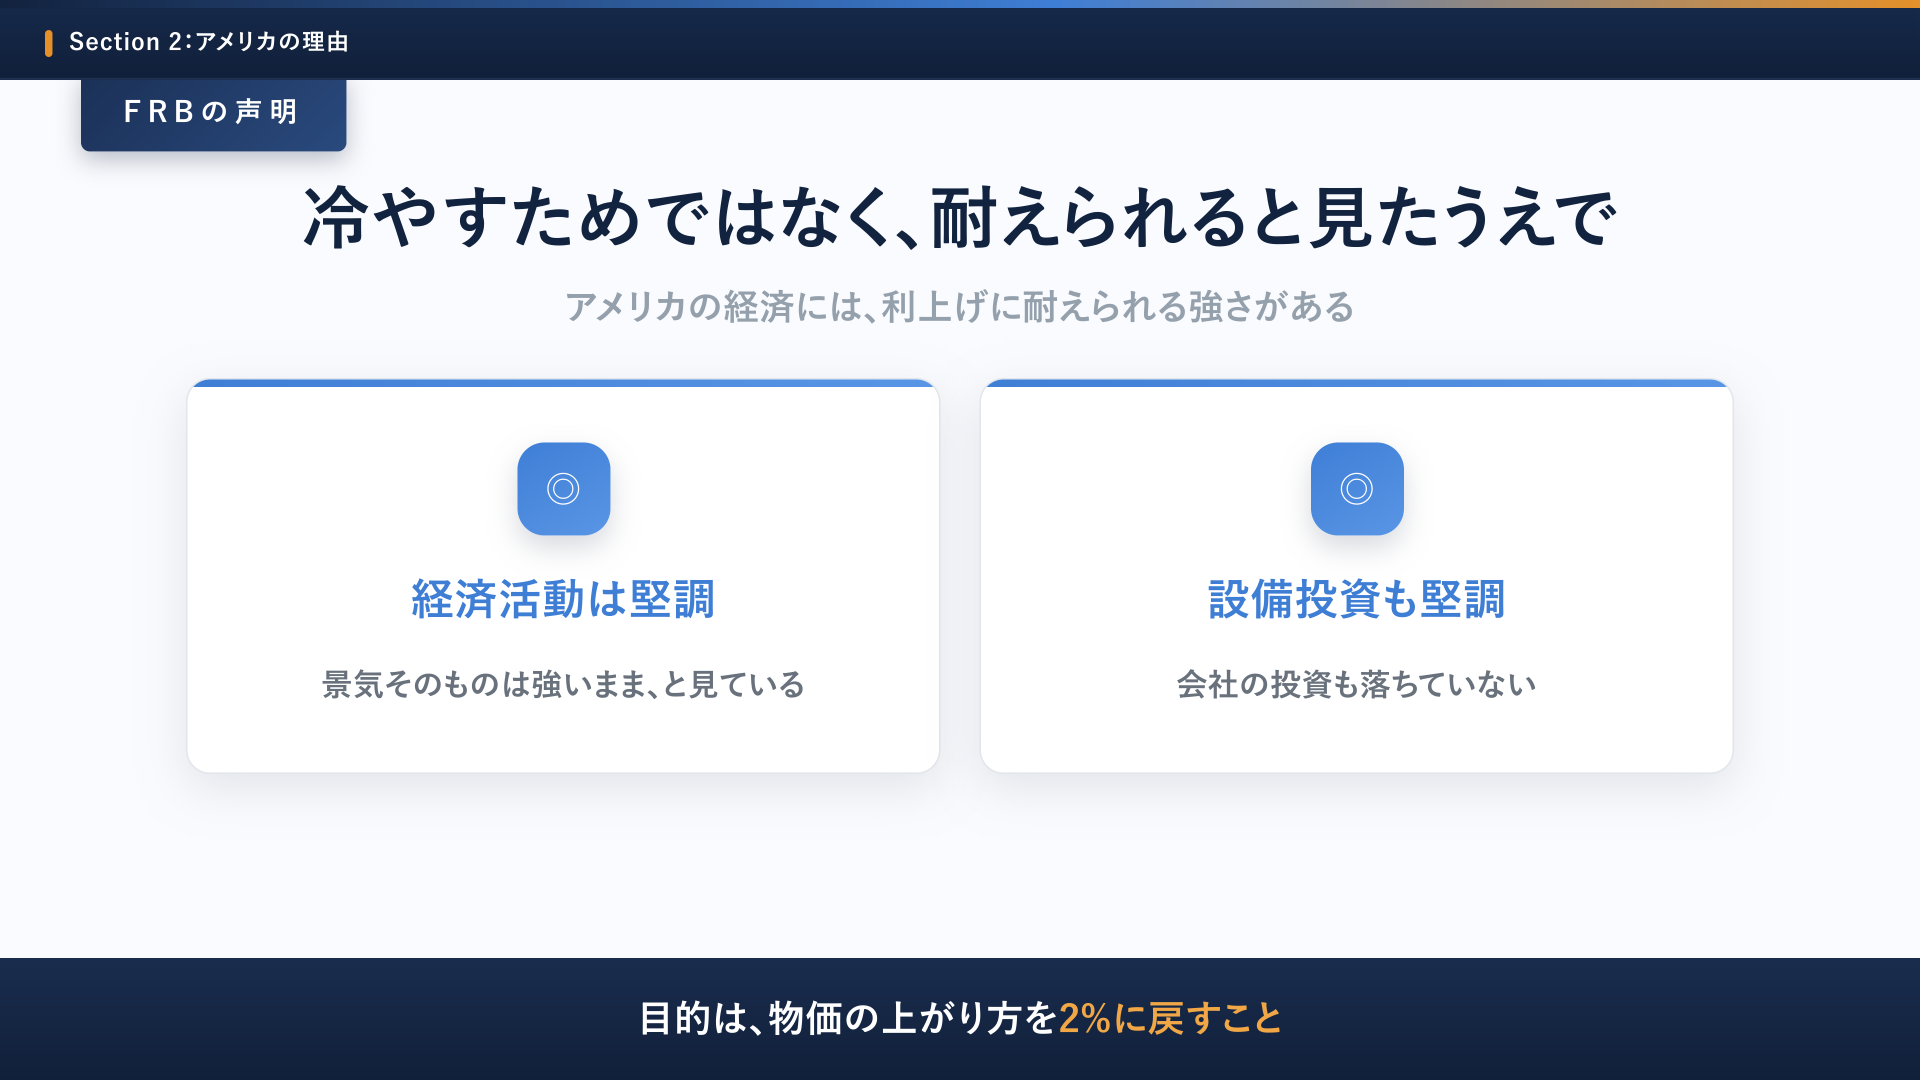 Section 2：アメリカの理由
FRBの声明
冷やすためではなく、耐えられると見たうえで
アメリカの経済には、利上げに耐えられる強さがある
◎
経済活動は堅調
景気そのものは強いまま、と見ている
◎
設備投資も堅調
会社の投資も落ちていない
目的は、物価の上がり方を2%に戻すこと